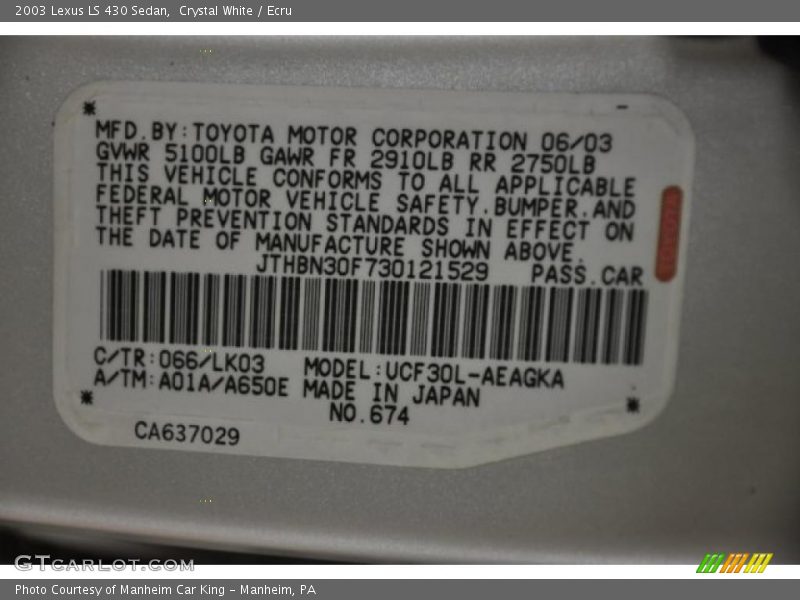 2003 Lexus LS 430 Sedan,  Crystal White / Ecru
MFD.BY:TOYOTA MOTOR CORPORATION 06/03
GVWR 5100LB GAWR FR 2910LB RR 2750LB
THIS VEHICLE CONFORMS TO ALL APPLICABLE
FEDERAL MOTOR VEHICLE SAFETY,BUMPER,AND
THEFT PREVENTION STANDARDS IN EFFECT ON
THE DATE OF MANUFACTURE SHOWN ABOVE.
JTHBN30F730121529 PASS.CAR
C/TR:066/LK03 MODEL:UCF30L-AEAGKA
A/TM:A01A/A650E MADE IN JAPAN
NO.674
CA637029
GTCARLOT.COM
Photo Courtesy of Manheim Car King - Manheim, PA